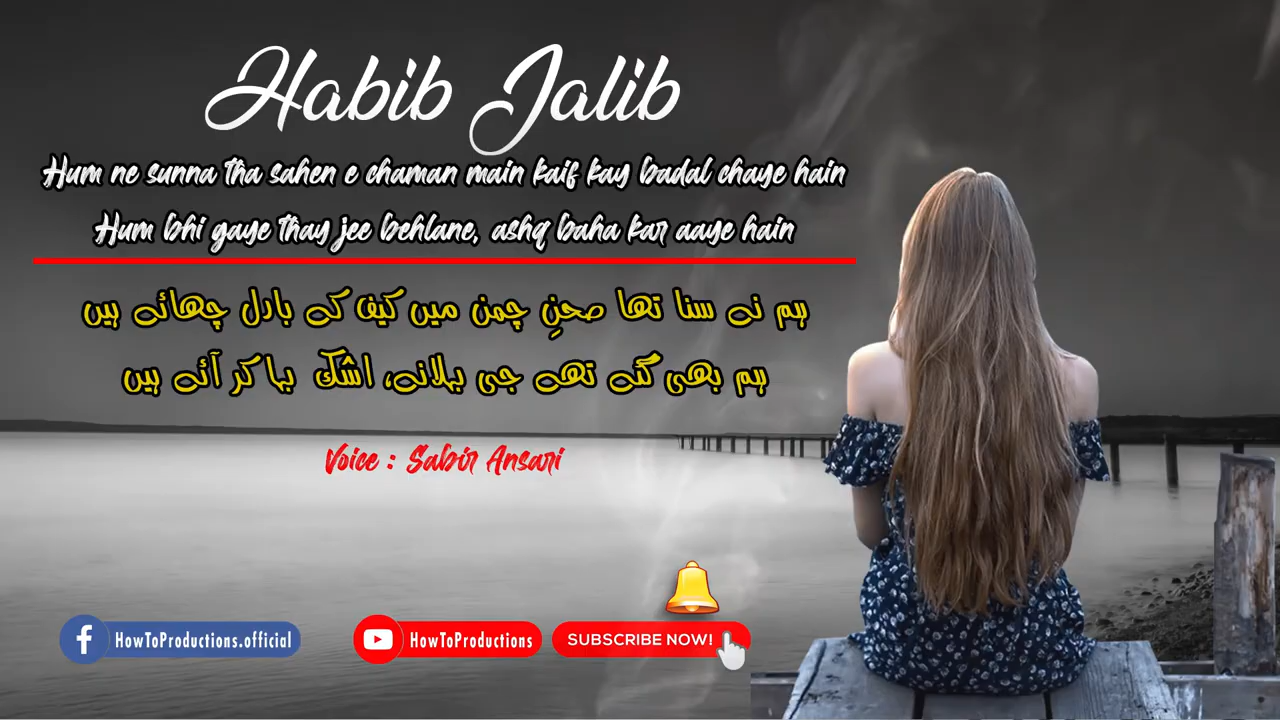 Habib Jalib
Hum ne sunna tha sahen e chaman main kaif kay badal chaye hain
Hum bhi gaye thay jee behlane, ashq baha kar aaye hain
ہم نے سنا تھا صحنِ چمن میں کیف کے بادل چھائے ہیں
ہم بھی گئے تھے جی بہلانے، اشک بہا کر آئے ہیں
Voice : Sabir Ansari
HowToProductions.official
HowToProductions
SUBSCRIBE NOW!